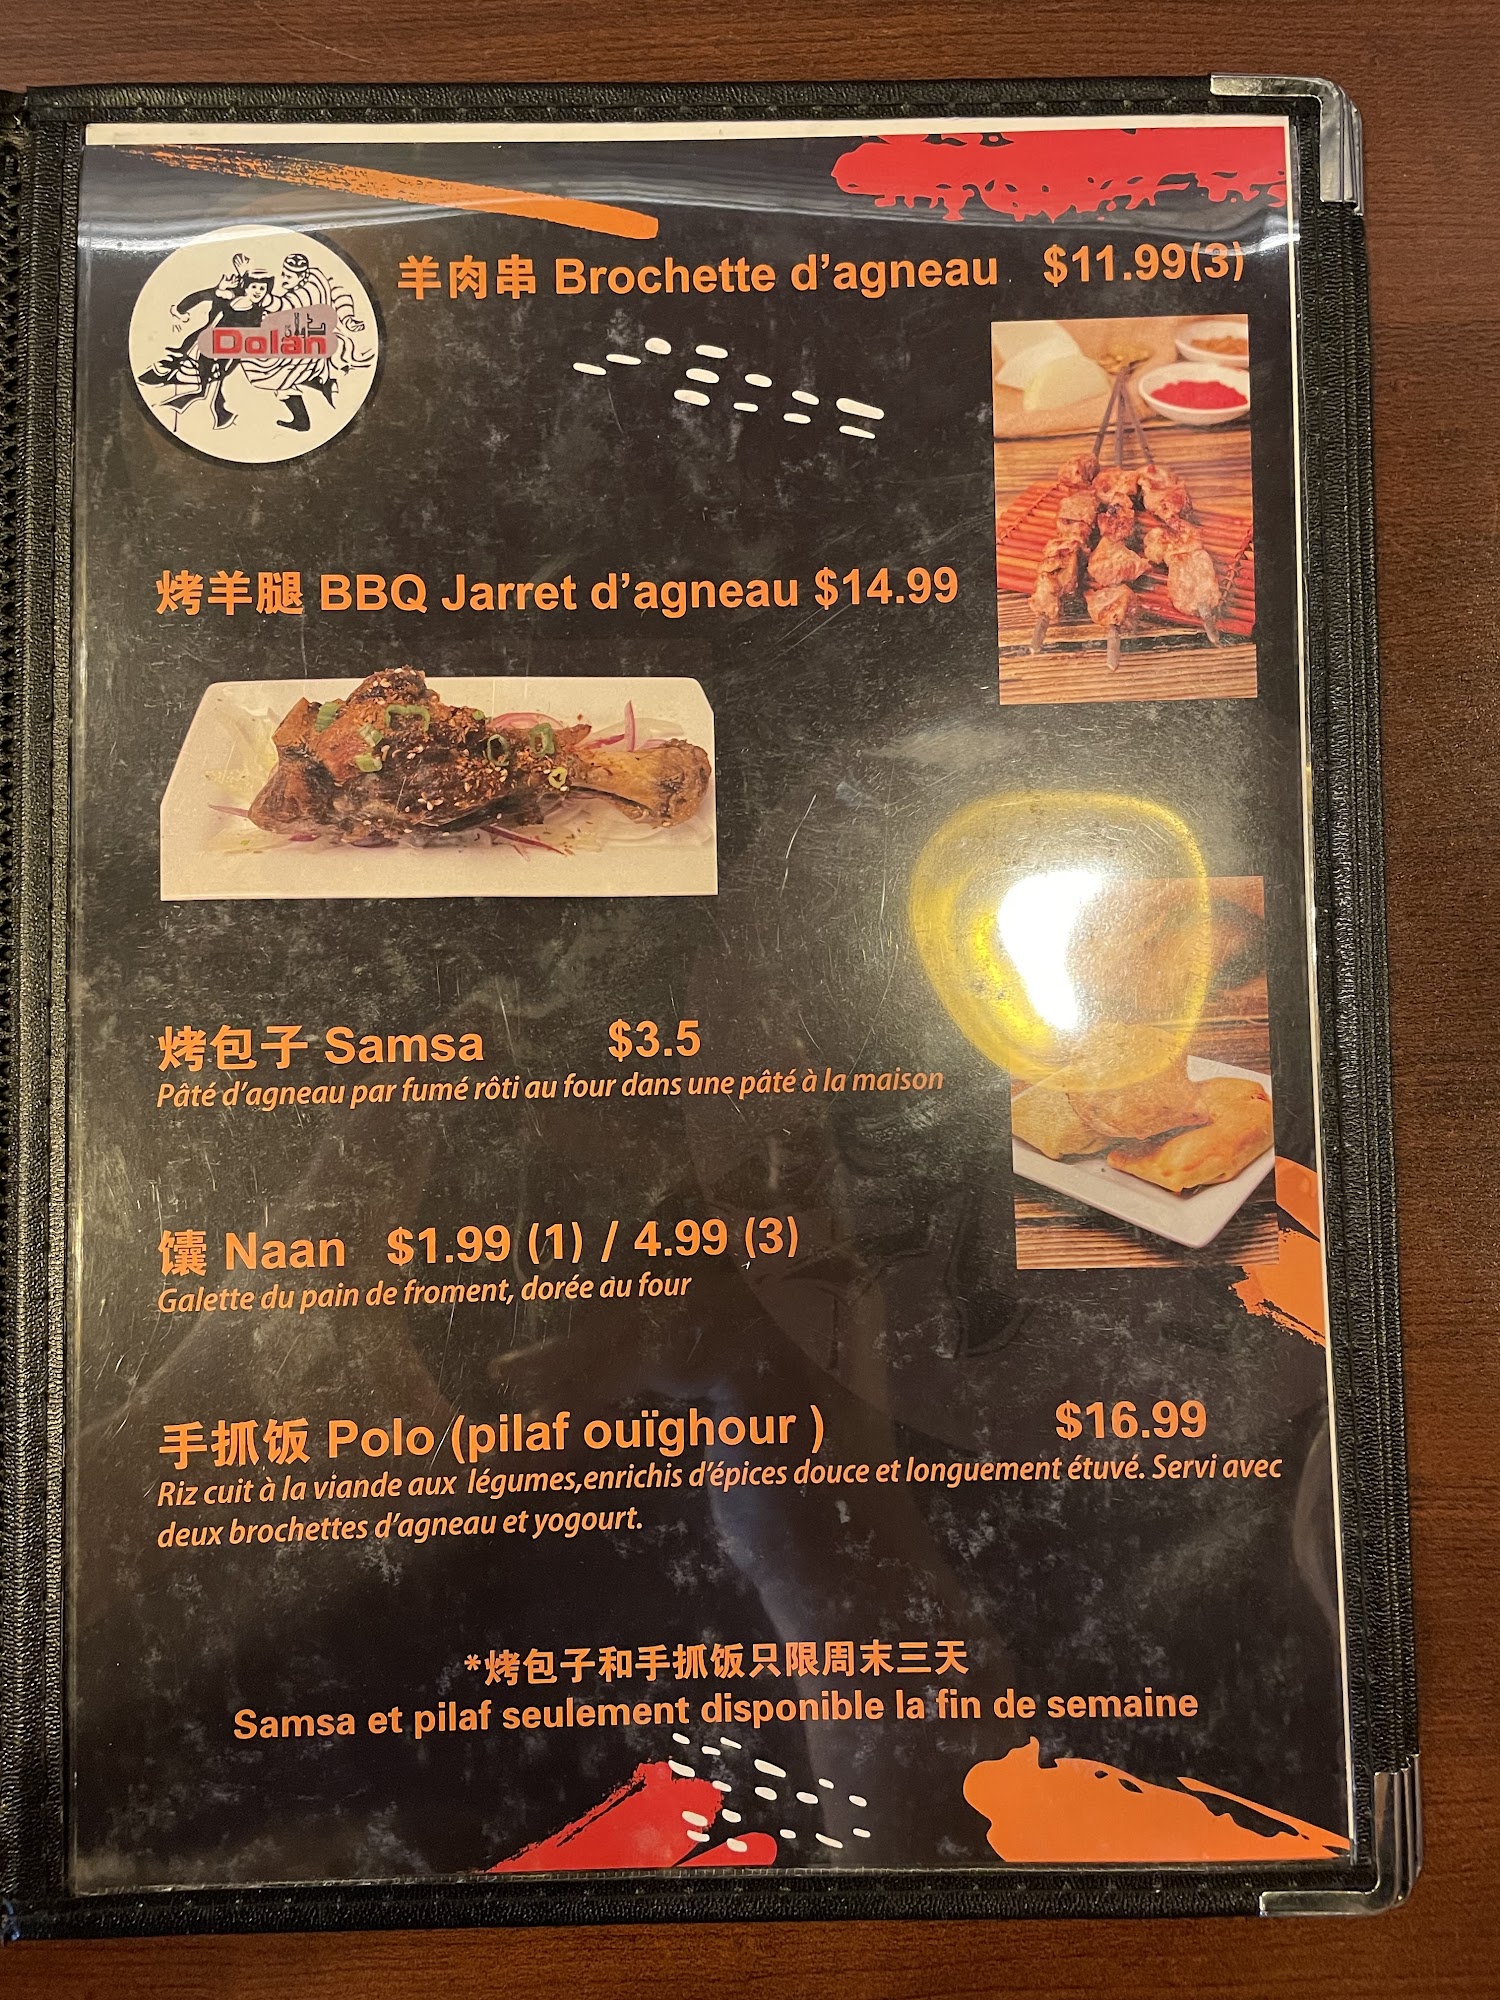 羊肉串 Brochette d'agneau $11.99(3)
Dolan
烤羊腿 BBQ Jarret d'agneau $14.99
烤包子 Samsa $3.5
Pâté d'agneau par fumé rôti au four dans une pâté à la maison
馕 Naan $1.99 (1) / 4.99 (3)
Galette du pain de froment, dorée au four
手抓饭 Polo (pilaf ouïghour ) $16.99
Riz cuit à la viande aux légumes,enrichis d'épices douce et longuement étuvé. Servi avec
deux brochettes d'agneau et yogourt.
*烤包子和手抓饭只限周末三天
Samsa et pilaf seulement disponible la fin de semaine